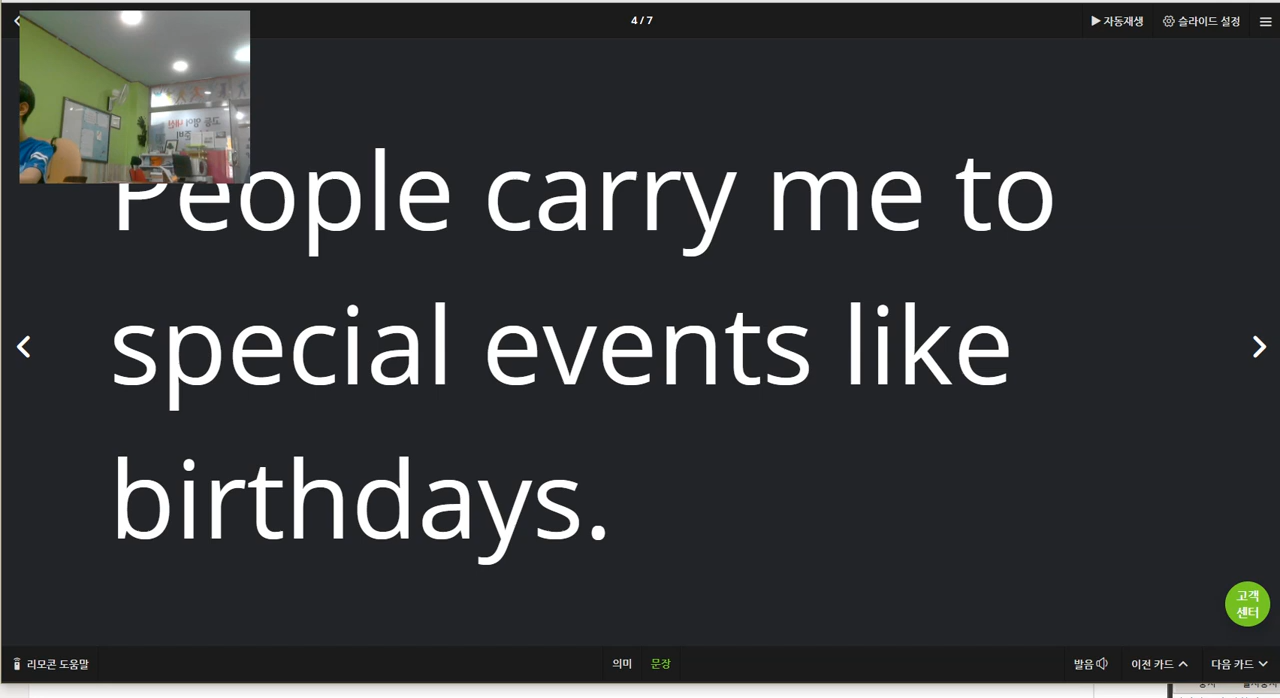 4 / 7
자동재생
슬라이드 설정
People carry me to
special events like
birthdays.
고객
센터
리모콘 도움말
의미
문장
발음
이전 카드
다음 카드